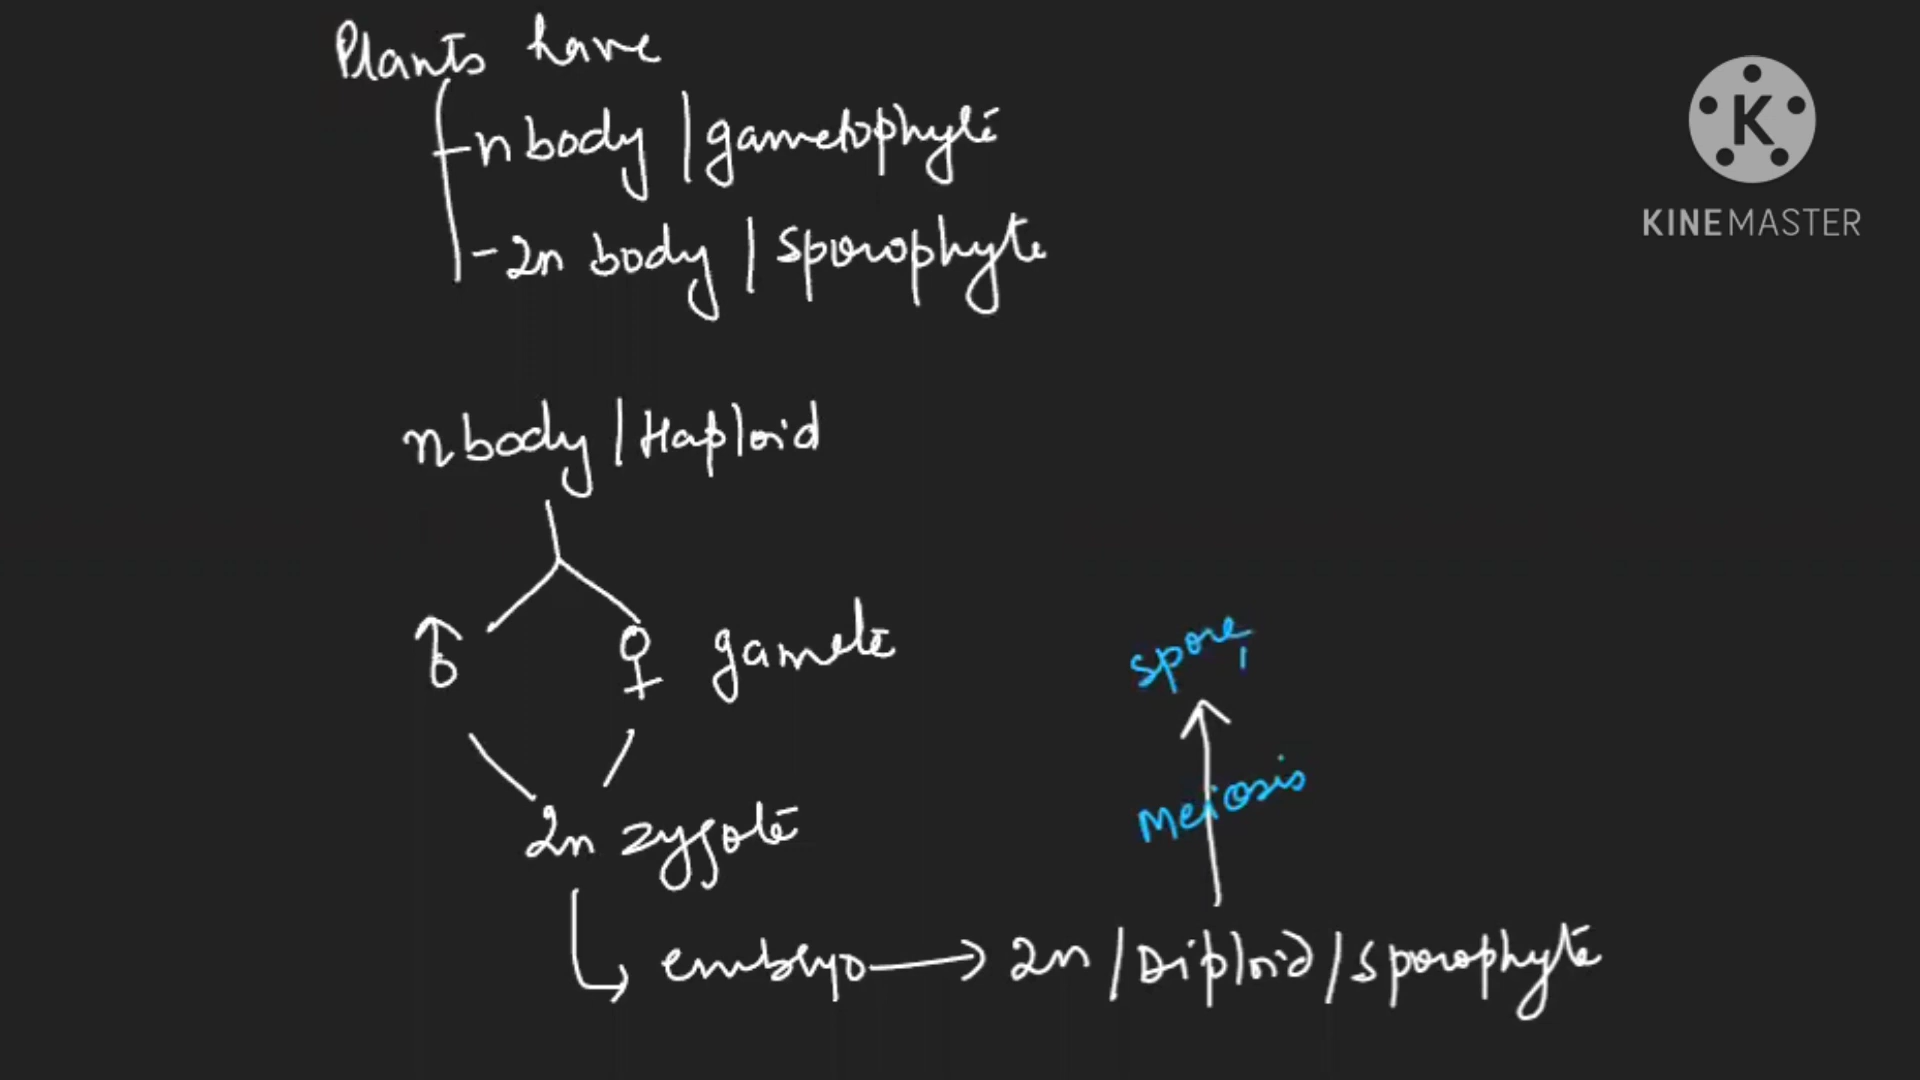 Plants have
n body | gametophyte
- 2n body | sporophyte
K
KINEMASTER
n body | Haploid
♂ ♀ gamete
spore
Meiosis
2n zygote
embryo → 2n / Diploid / sporophyte